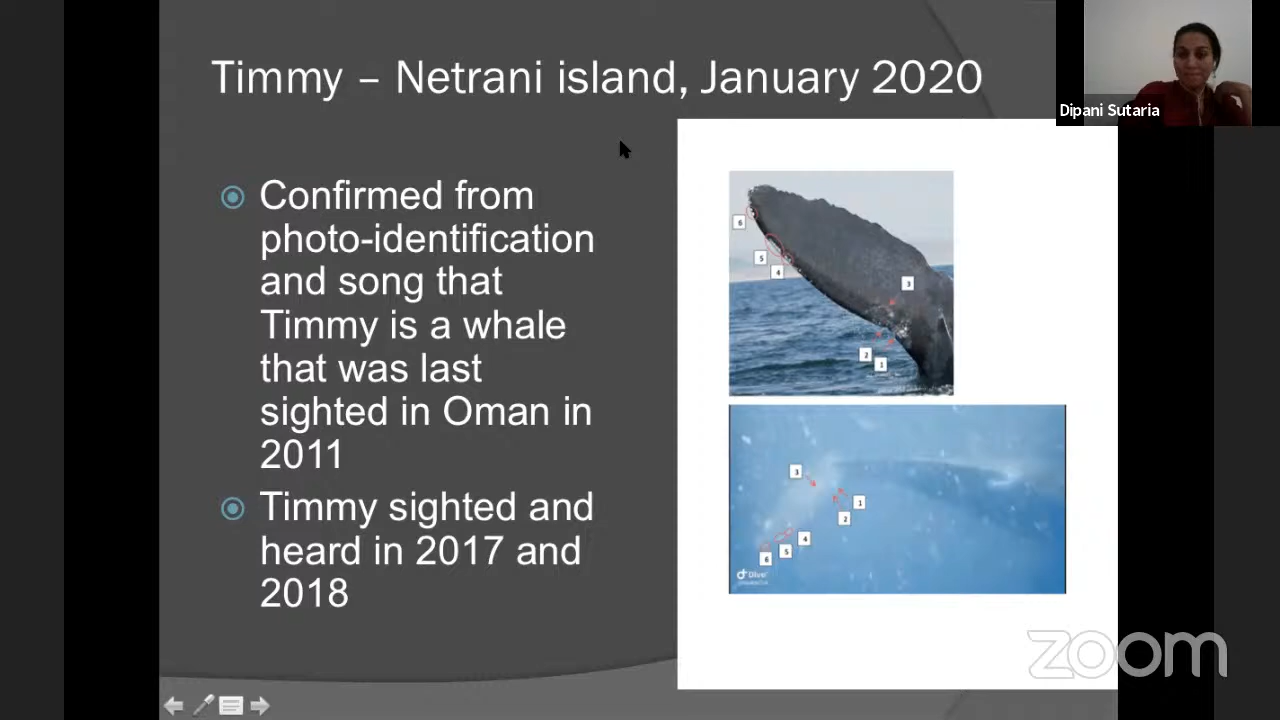 Timmy – Netrani island, January 2020
Dipani Sutaria
Confirmed from
photo-identification
and song that
Timmy is a whale
that was last
sighted in Oman in
2011
Timmy sighted and
heard in 2017 and
2018
6
5
4
3
2
1
3
1
2
4
5
6
Dive
zoom